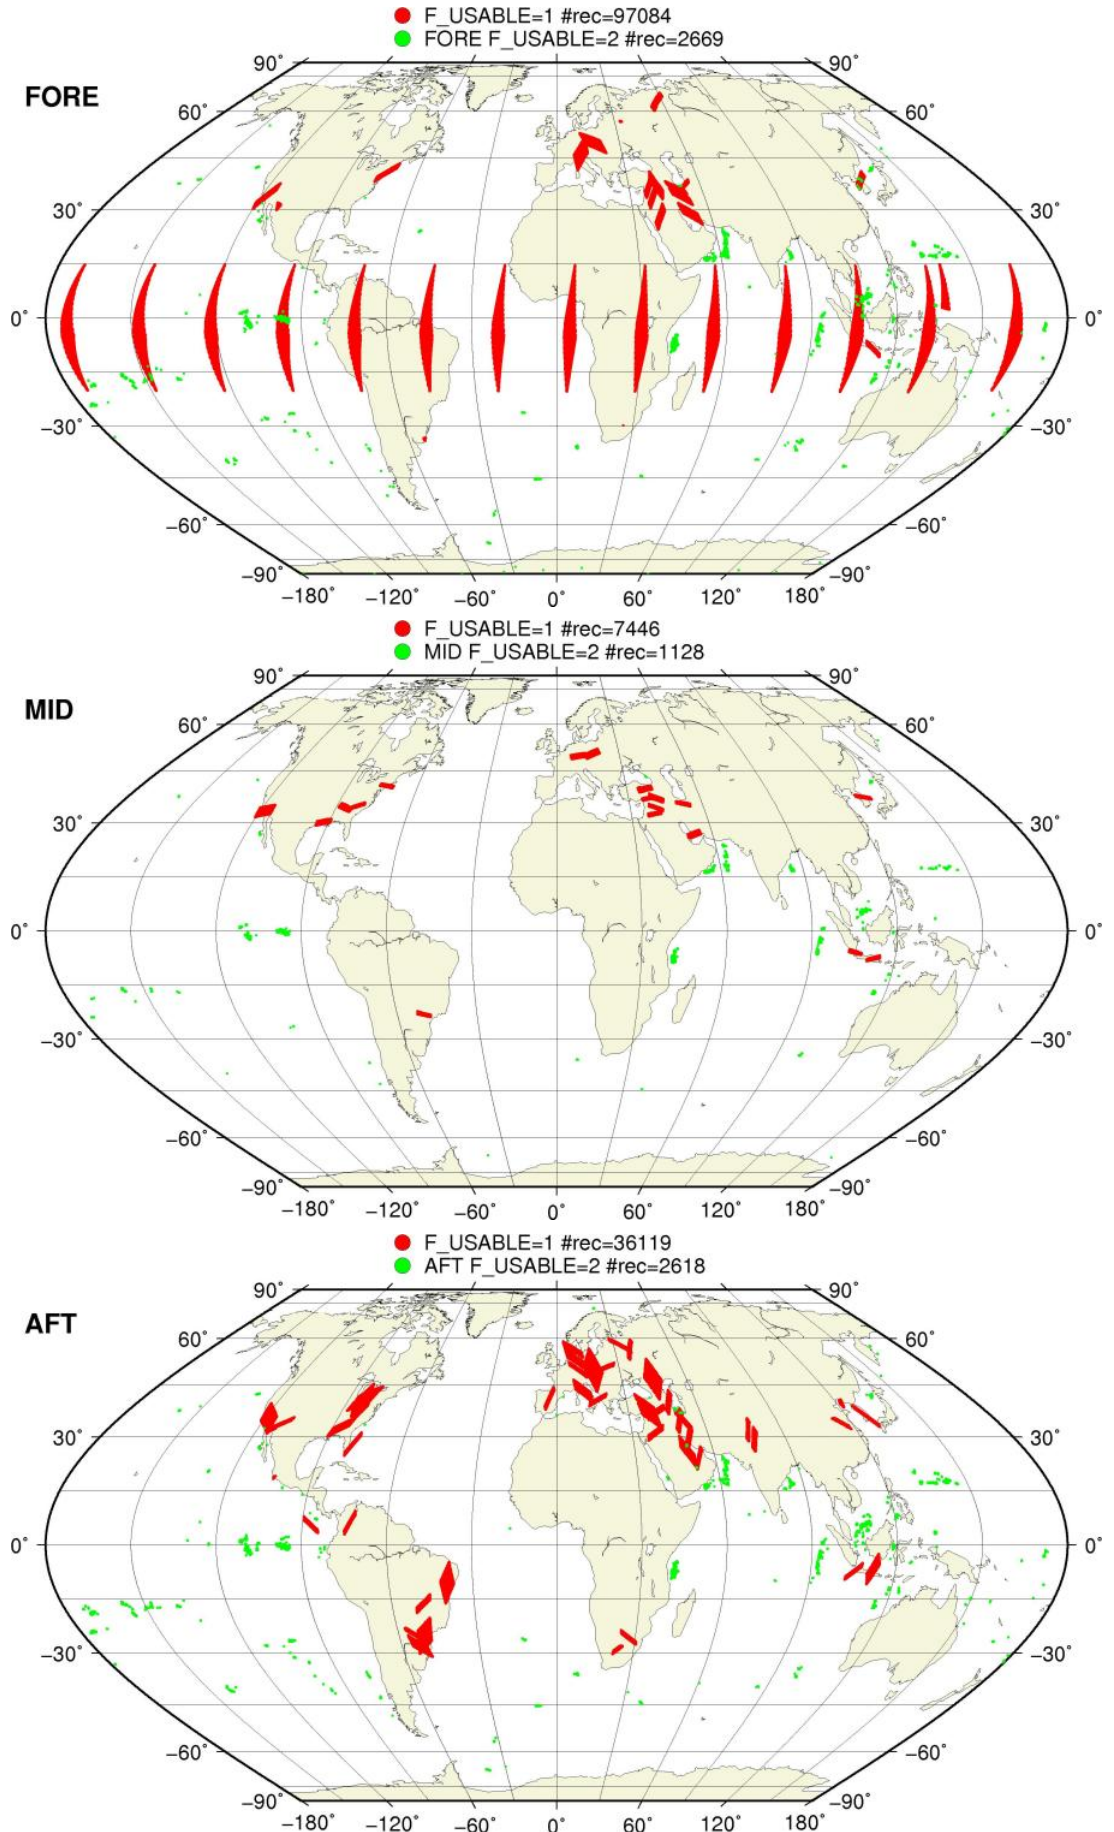 F_USABLE=1 #rec=97084
FORE F_USABLE=2 #rec=2669
FORE
90° 90°
60° 60°
30° 30°
0° 0°
−30° −30°
−60° −60°
−90° −90°
−180° −120° −60° 0° 60° 120° 180°
F_USABLE=1 #rec=7446
MID F_USABLE=2 #rec=1128
MID
90° 90°
60° 60°
30° 30°
0° 0°
−30° −30°
−60° −60°
−90° −90°
−180° −120° −60° 0° 60° 120° 180°
F_USABLE=1 #rec=36119
AFT F_USABLE=2 #rec=2618
AFT
90° 90°
60° 60°
30° 30°
0° 0°
−30° −30°
−60° −60°
−90° −90°
−180° −120° −60° 0° 60° 120° 180°